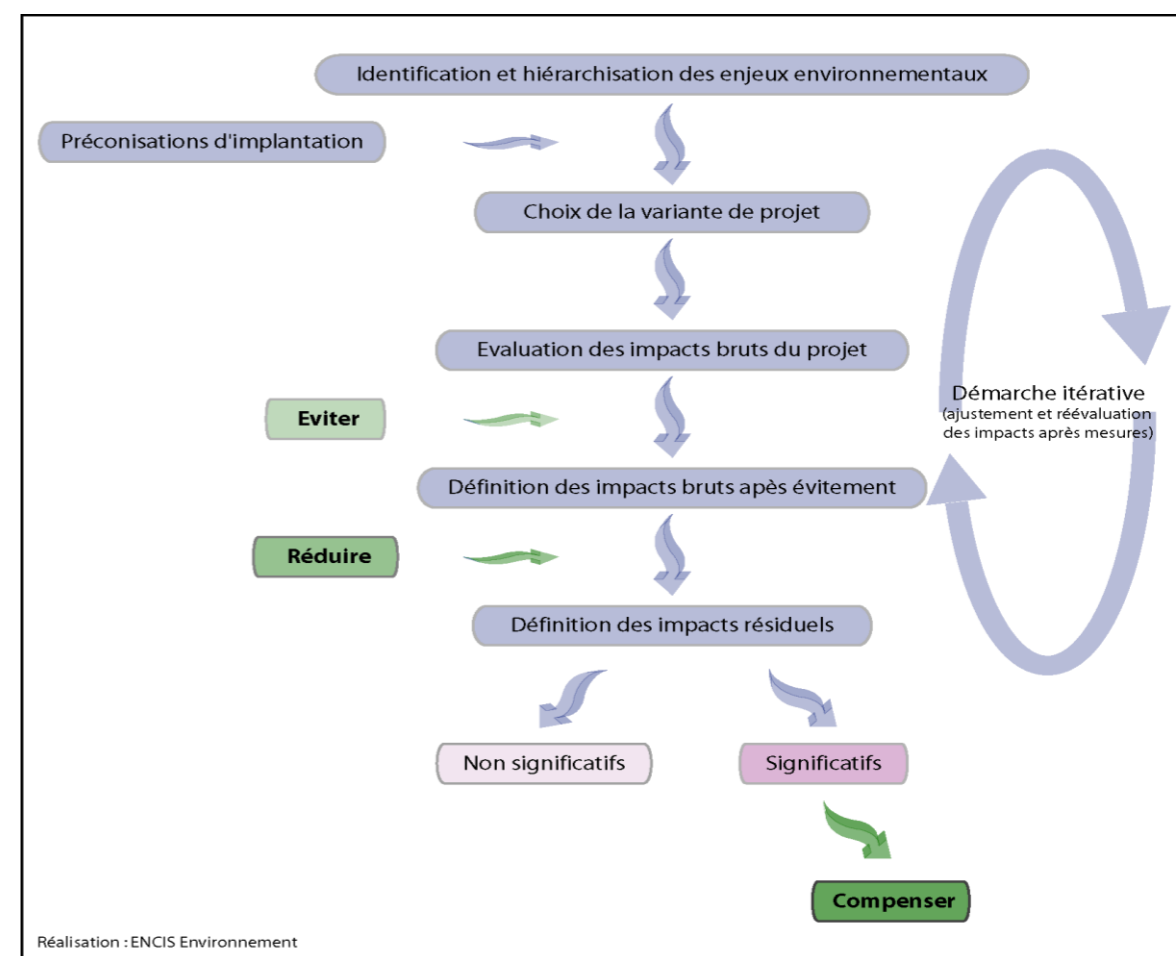 Identification et hiérarchisation des enjeux environnementaux
Préconisations d'implantation
Choix de la variante de projet
Evaluation des impacts bruts du projet
Démarche itérative
(ajustement et réévaluation
des impacts après mesures)
Eviter
Définition des impacts bruts apès évitement
Réduire
Définition des impacts résiduels
Non significatifs
Significatifs
Compenser
Réalisation : ENCIS Environnement